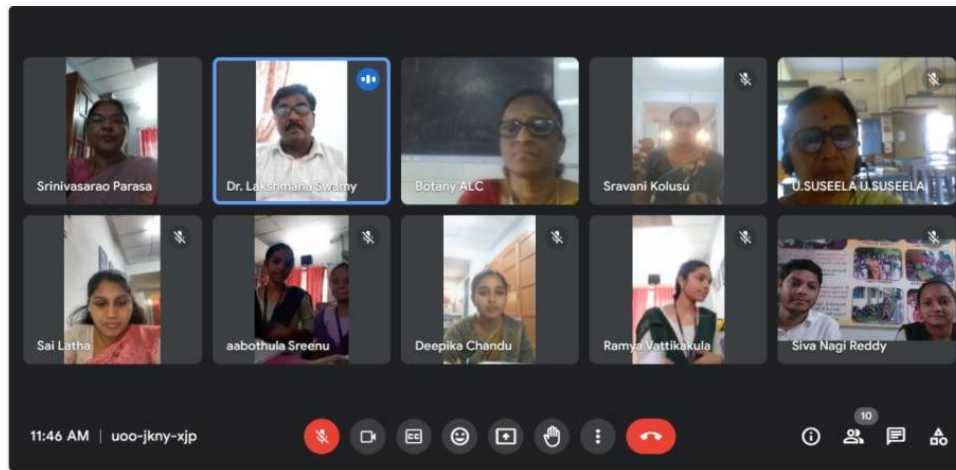 Srinivasarao Parasa
Dr. Lakshmana Swamy
Botany ALC
Sravani Kolusu
U.SUSEELA U.SUSEELA
Sai Latha
aabothula Sreenu
Deepika Chandu
Ramya Vattikakula
Siva Nagi Reddy
11:46 AM | uoo-jkny-xjp
CC
10